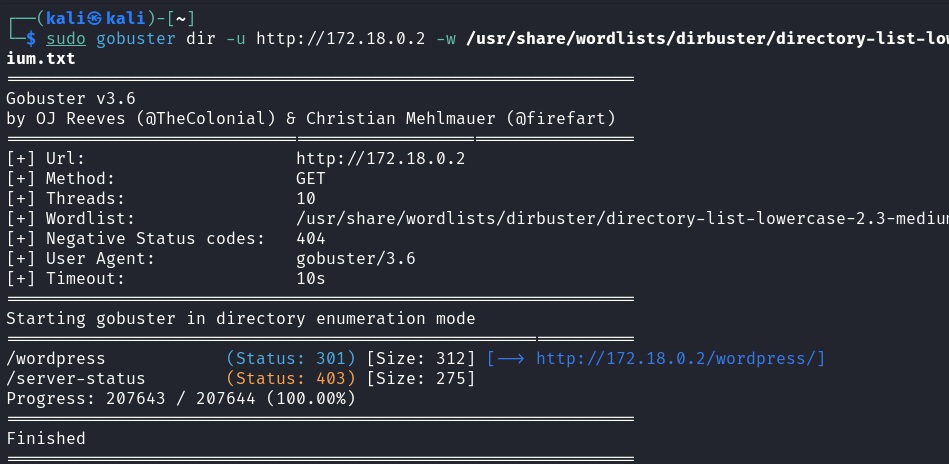 ┌──(kali㉿kali)-[~]
└─$ sudo gobuster dir -u http://172.18.0.2 -w /usr/share/wordlists/dirbuster/directory-list-low
ium.txt
===============================================================
Gobuster v3.6
by OJ Reeves (@TheColonial) & Christian Mehlmauer (@firefart)
===============================================================
[+] Url:                     http://172.18.0.2
[+] Method:                  GET
[+] Threads:                 10
[+] Wordlist:                /usr/share/wordlists/dirbuster/directory-list-lowercase-2.3-medium
[+] Negative Status codes:   404
[+] User Agent:              gobuster/3.6
[+] Timeout:                 10s
===============================================================
Starting gobuster in directory enumeration mode
===============================================================
/wordpress            (Status: 301) [Size: 312] [--> http://172.18.0.2/wordpress/]
/server-status        (Status: 403) [Size: 275]
Progress: 207643 / 207644 (100.00%)
===============================================================
Finished
===============================================================